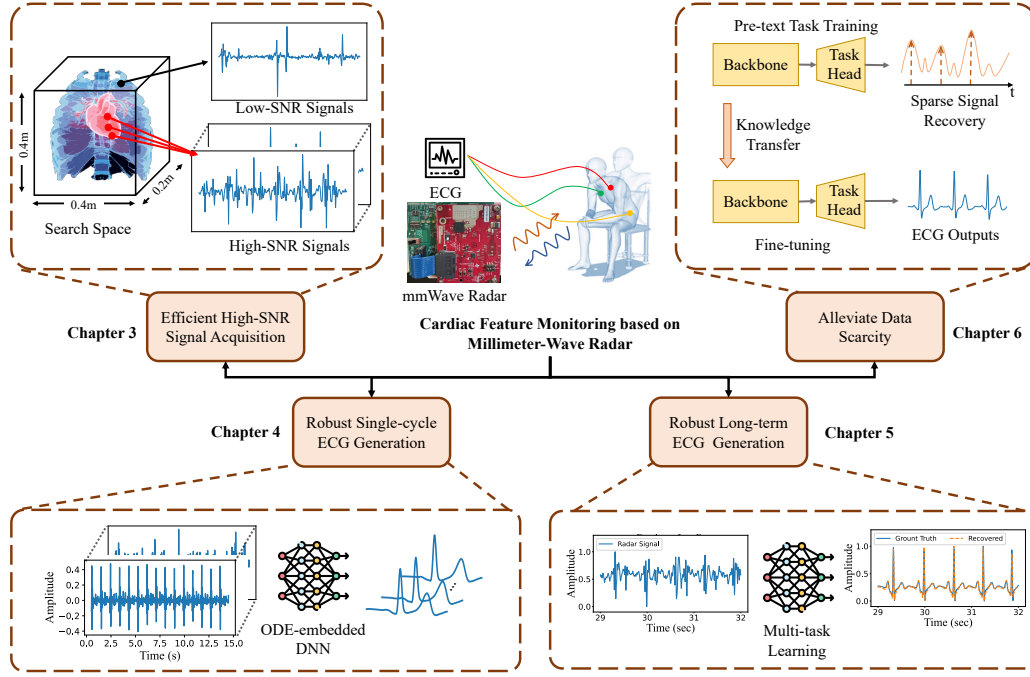 Low-SNR Signals
0.4m
0.4m
0.2m
Search Space
High-SNR Signals
ECG
mmWave Radar
Pre-text Task Training
Backbone
Task
Head
t
Sparse Signal
Recovery
Knowledge
Transfer
Backbone
Task
Head
Fine-tuning
ECG Outputs
Chapter 3
Efficient High-SNR
Signal Acquisition
Cardiac Feature Monitoring based on
Millimeter-Wave Radar
Alleviate Data
Scarcity
Chapter 6
Chapter 4
Robust Single-cycle
ECG Generation
Robust Long-term
ECG Generation
Chapter 5
Amplitude
0.4
0.2
0.0
−0.2
−0.4
0.0 2.5 5.0 7.5 10.0 12.5 15.0
Time (s)
ODE-embedded
DNN
Radar Signal
Amplitude
1.0
0.5
0.0
29 30 31 32
Time (sec)
Multi-task
Learning
Grount Truth
Recovered
Amplitude
1.0
0.5
0.0
29 30 31 32
Time (sec)